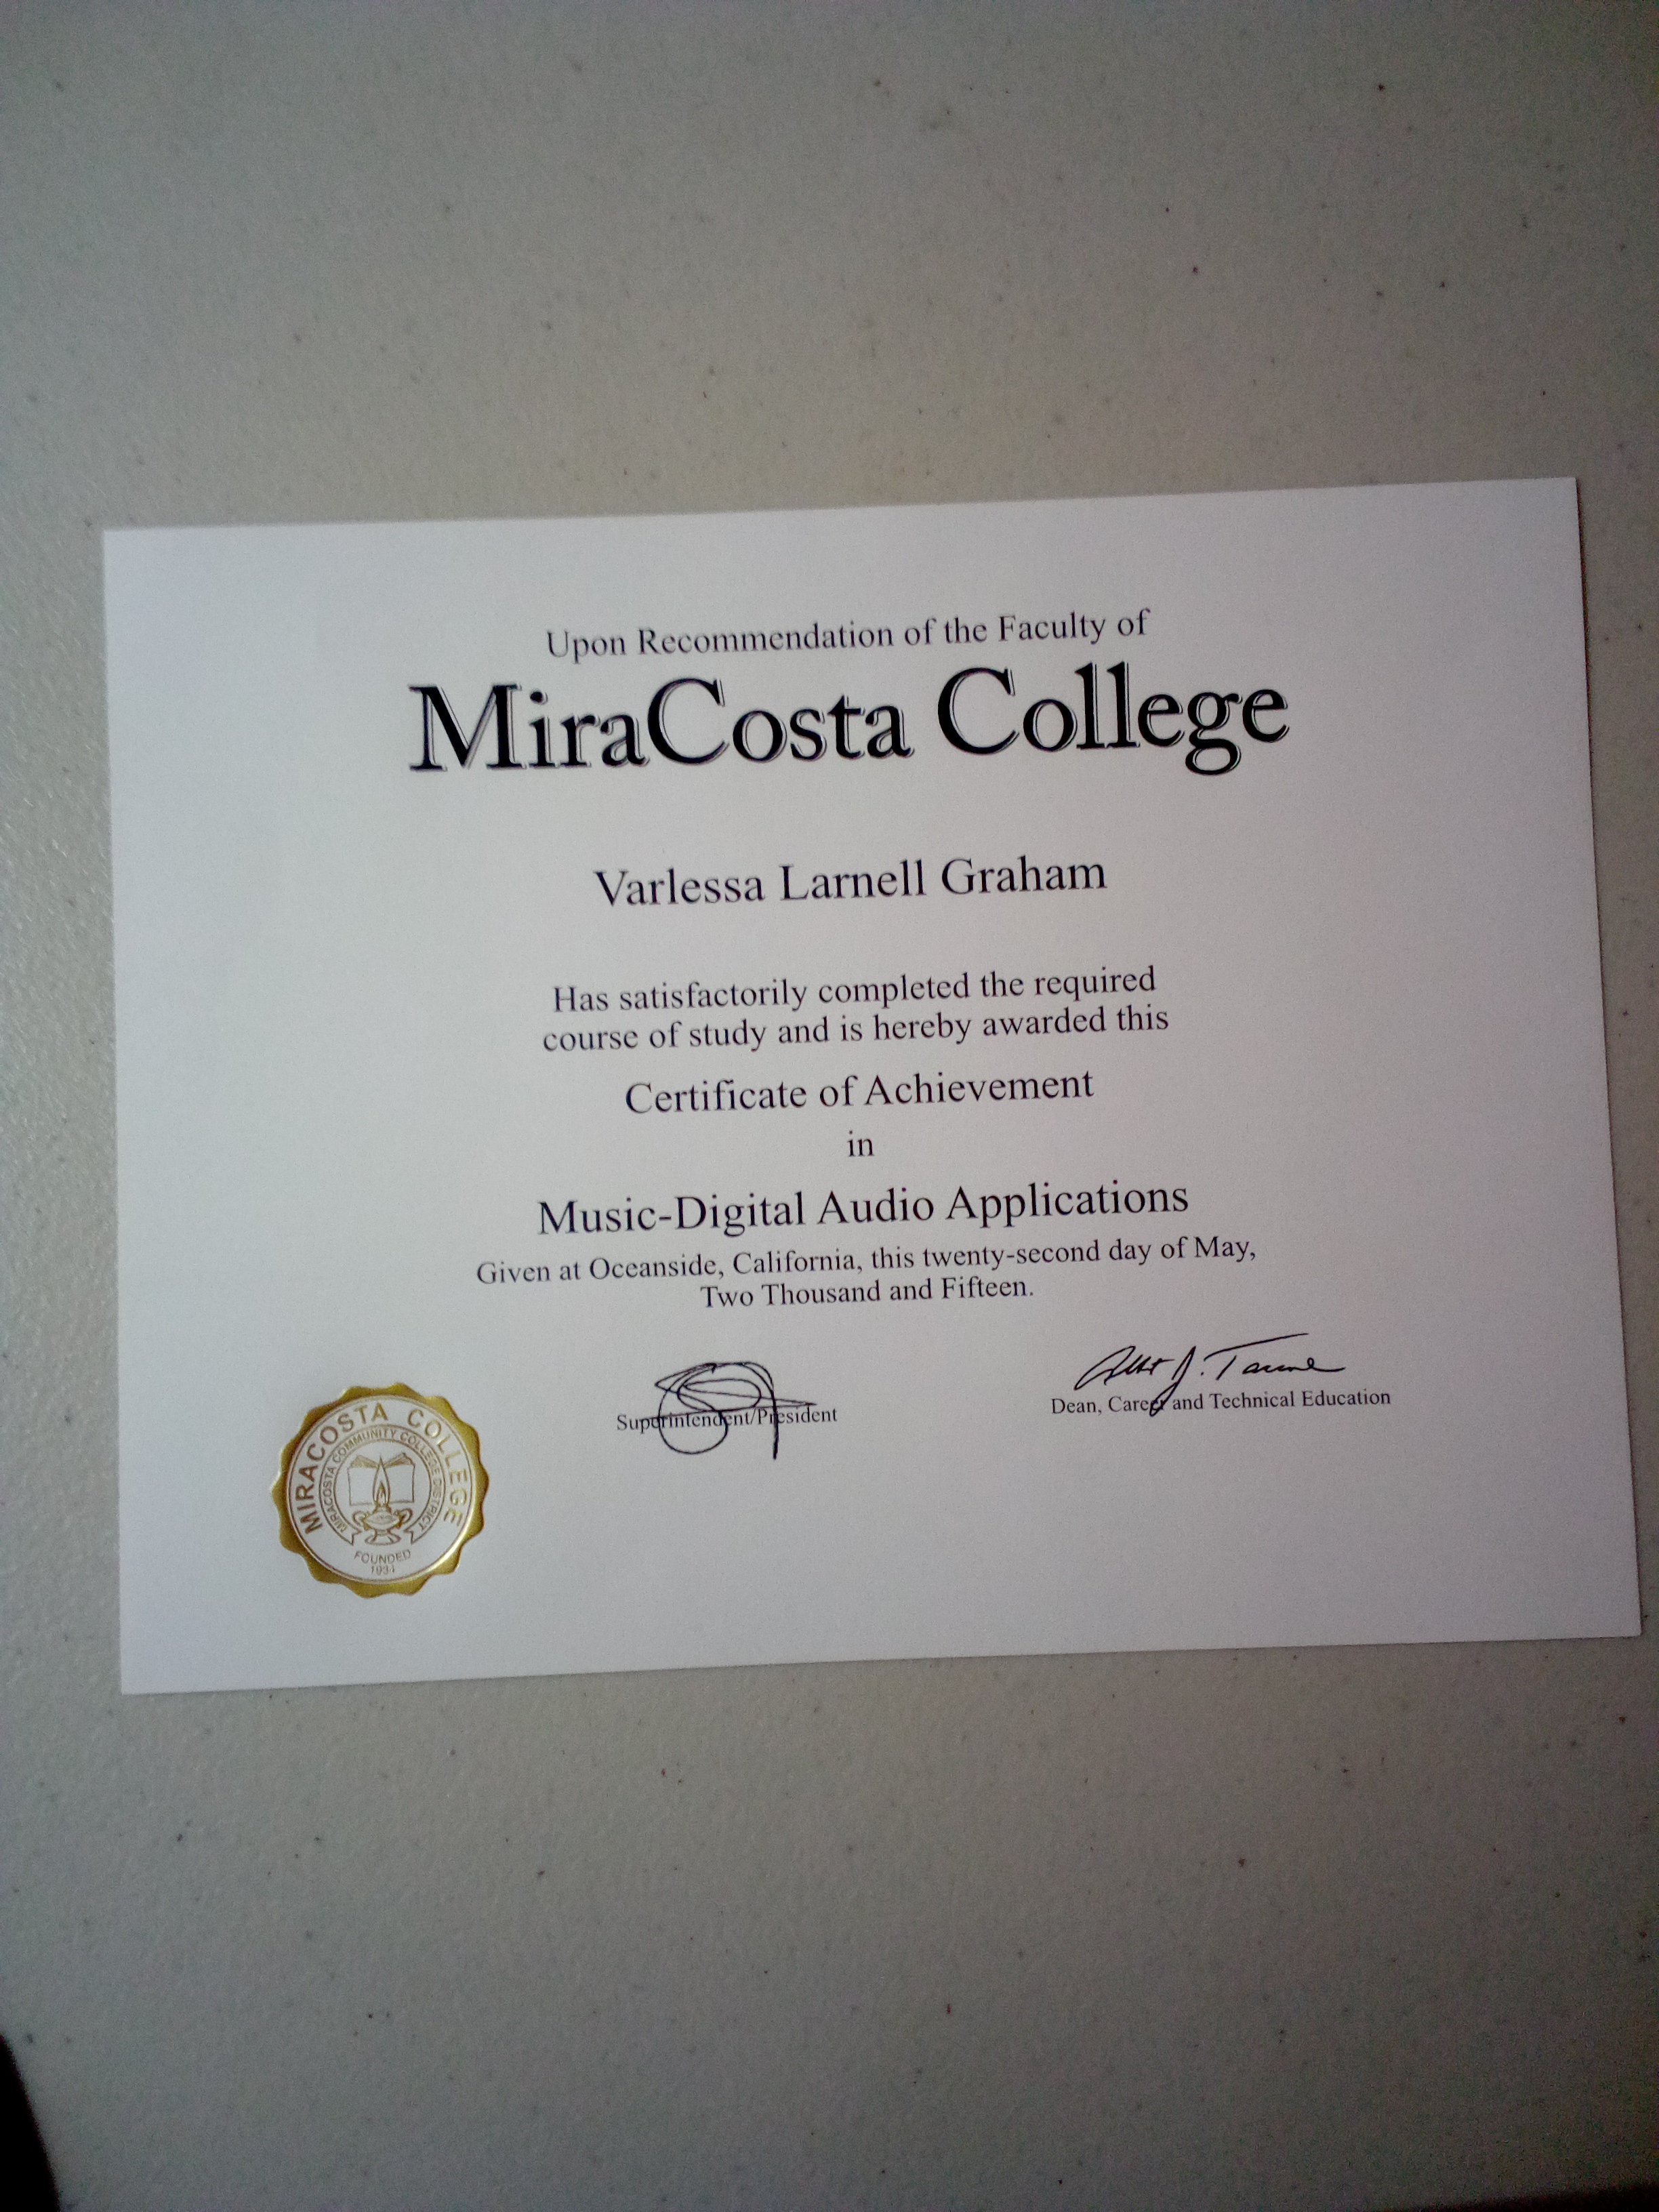 Upon Recommendation of the Faculty of
MiraCosta College
Varlessa Larnell Graham
Has satisfactorily completed the required
course of study and is hereby awarded this
Certificate of Achievement
in
Music-Digital Audio Applications
Given at Oceanside, California, this twenty-second day of May,
Two Thousand and Fifteen.
Superintendent/President
Dean, Career and Technical Education
MIRACOSTA COLLEGE
MIRACOSTA COMMUNITY COLLEGE DISTRICT
FOUNDED
1934